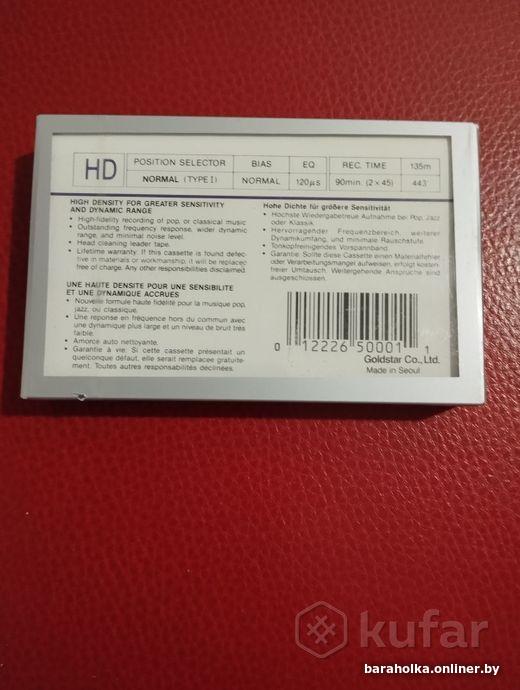 HD
POSITION SELECTOR BIAS EQ REC. TIME 135m
NORMAL (TYPE I) NORMAL 120µs 90min. (2x45) 443'
HIGH DENSITY FOR GREATER SENSITIVITY
AND DYNAMIC RANGE
• High-fidelity recording of pop, or classical music
• Outstanding frequency response, wider dynamic
range, and minimal noise level.
• Head cleaning leader tape.
• Lifetime warranty. If this cassette is found defec-
tive in materials or workmanship, it will be replaced
free of charge. Any other responsibilities disclaimed.
UNE HAUTE DENSITE POUR UNE SENSIBILITE
ET UNE DYNAMIQUE ACCRUES
• Nouvelle formule haute fidélité pour la musique pop,
jazz, ou classique.
• Une reponse en fréquence hors du commun avec
une dynamique plus large et un niveau de bruit très
faible.
• Amorce auto nettoyante.
• Garantie à vie. Si cette cassette présentait un
quelconque défaut, elle serait remplacée gratuite-
ment. Toutes autres responsabilités déclinées.
Hohe Dichte für größere Sensitivität
• Höchste Wiedergabetreue Aufnahme bei Pop, Jazz
oder Klassik.
• Hervorragender Frequenzbereich, weiterer
Dynamikumfang, und minimale Rauschstufe.
• Tonkopfreinigendes Vorspannband.
• Garantie. Sollte diese Cassette einen Materialfehler
oder Verarbeitungsmangel aufweisen, erfolgt kosten-
freier Umtausch. Weitergehende Ansprüche sind
ausgeschlossen.
0 12226 50001 1
Goldstar Co., Ltd.
Made in Seoul
kufar
baraholka.onliner.by